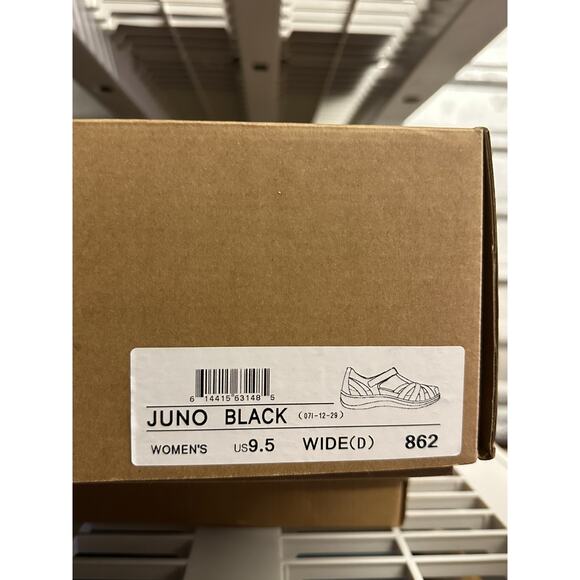 6 14415 63148 5
JUNO BLACK (071-12-29)
WOMEN'S US9.5 WIDE(D) 862